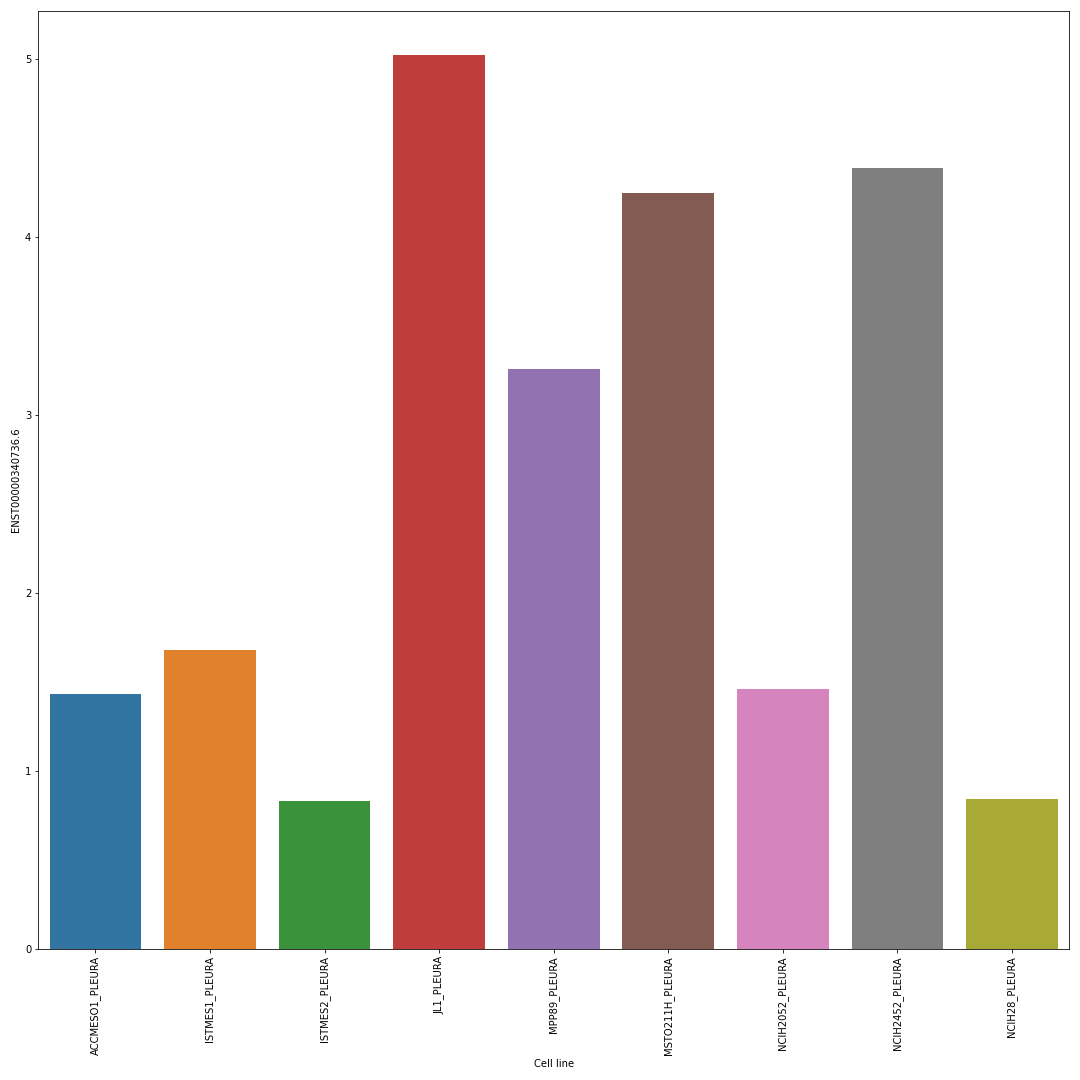 5
4
3
2
1
0
ENST00000340736.6
ACCMESO1_PLEURA
ISTMES1_PLEURA
ISTMES2_PLEURA
JL1_PLEURA
MPP89_PLEURA
MSTO211H_PLEURA
NCIH2052_PLEURA
NCIH2452_PLEURA
NCIH28_PLEURA
Cell line